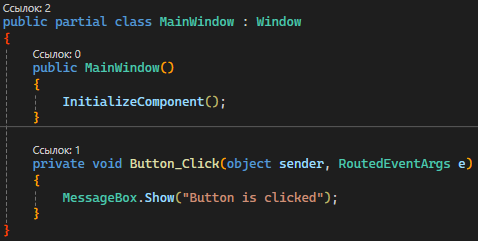 Ссылок: 2
public partial class MainWindow : Window
{
Ссылок: 0
public MainWindow()
{
InitializeComponent();
}
Ссылок: 1
private void Button_Click(object sender, RoutedEventArgs e)
{
MessageBox.Show("Button is clicked");
}
}